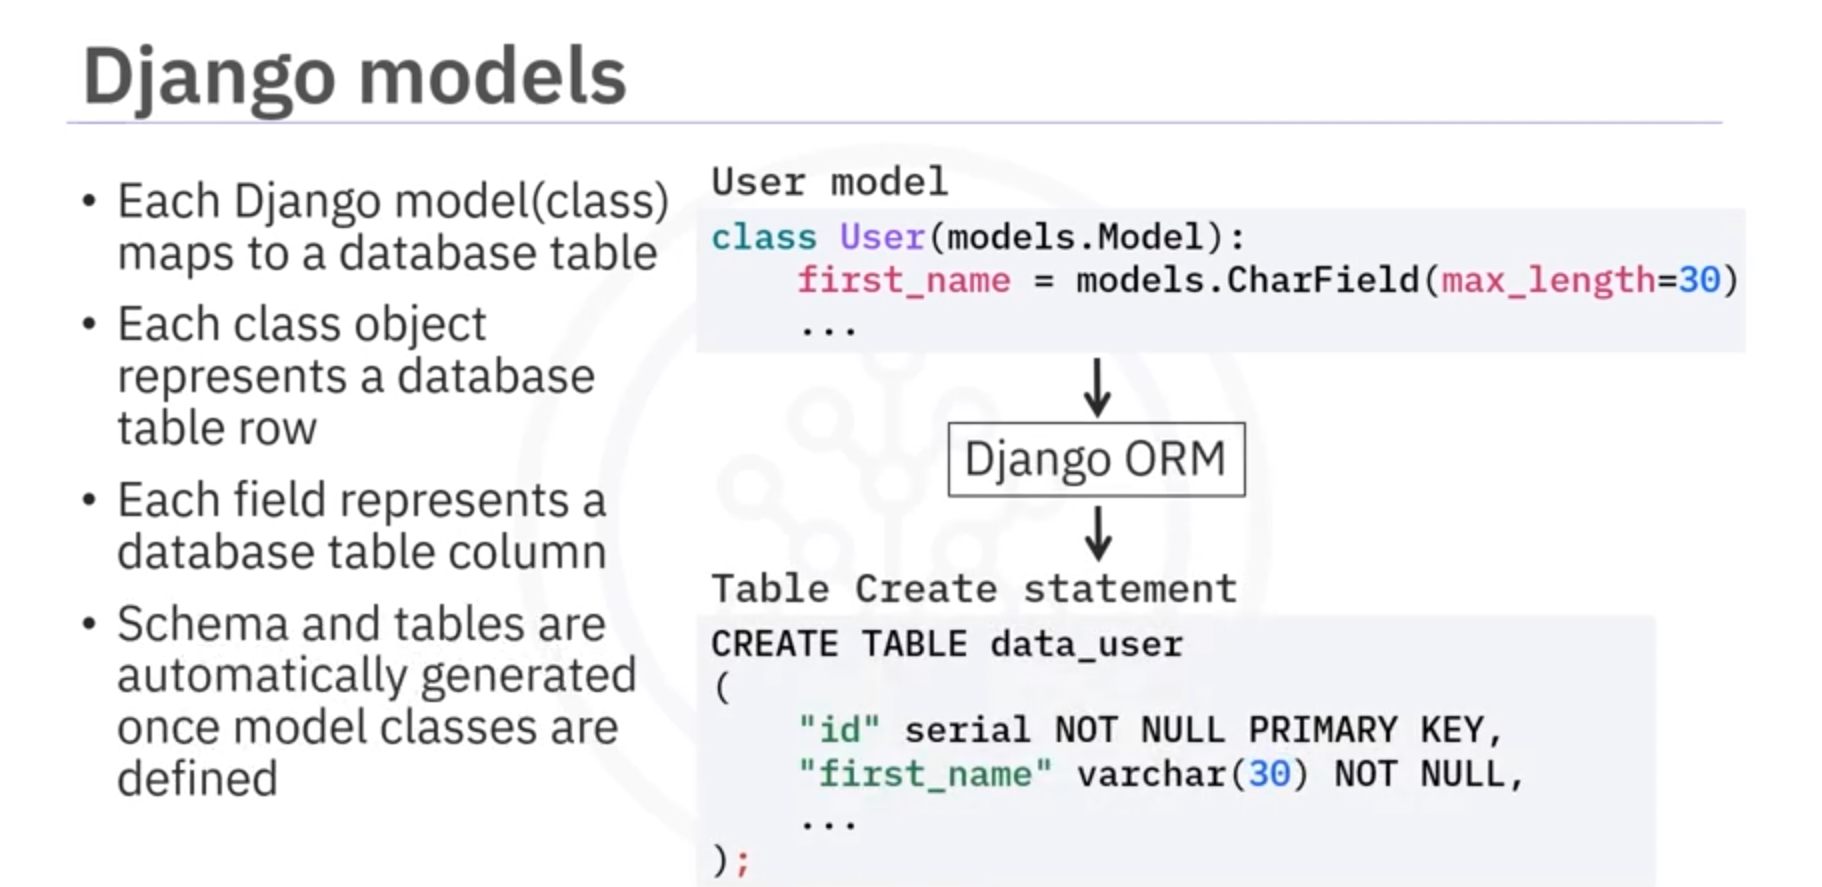 Django models
• Each Django model(class)
maps to a database table
• Each class object
represents a database
table row
• Each field represents a
database table column
• Schema and tables are
automatically generated
once model classes are
defined
User model
class User(models.Model):
    first_name = models.CharField(max_length=30)
    ...
Django ORM
Table Create statement
CREATE TABLE data_user
(
    "id" serial NOT NULL PRIMARY KEY,
    "first_name" varchar(30) NOT NULL,
    ...
);